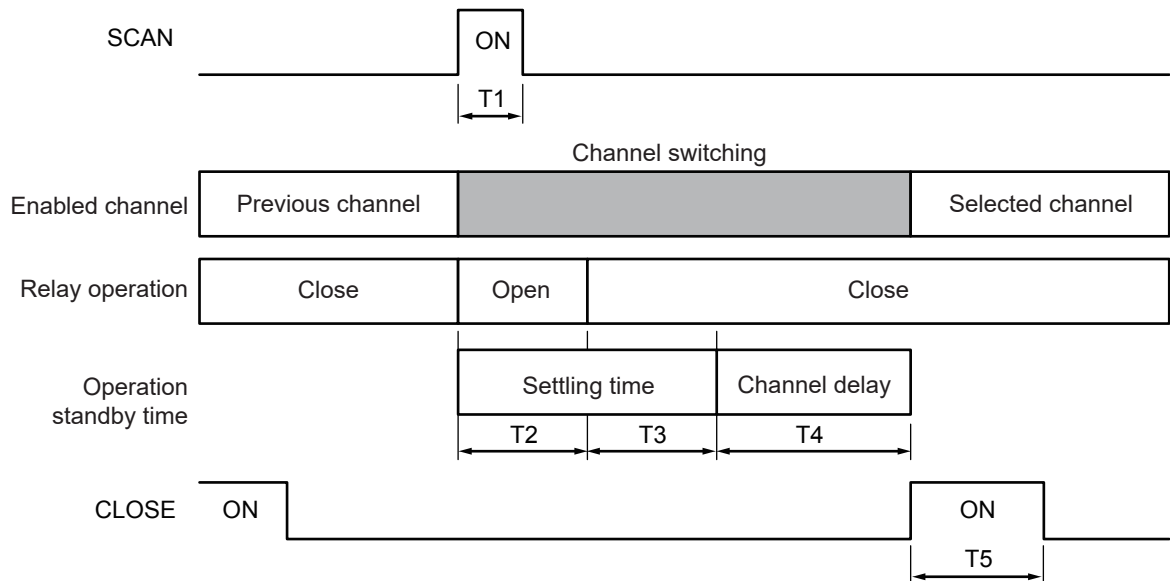 SCAN
ON
T1
Channel switching
Enabled channel
Previous channel
Selected channel
Relay operation
Close
Open
Close
Operation
standby time
Settling time
Channel delay
T2
T3
T4
CLOSE
ON
ON
T5